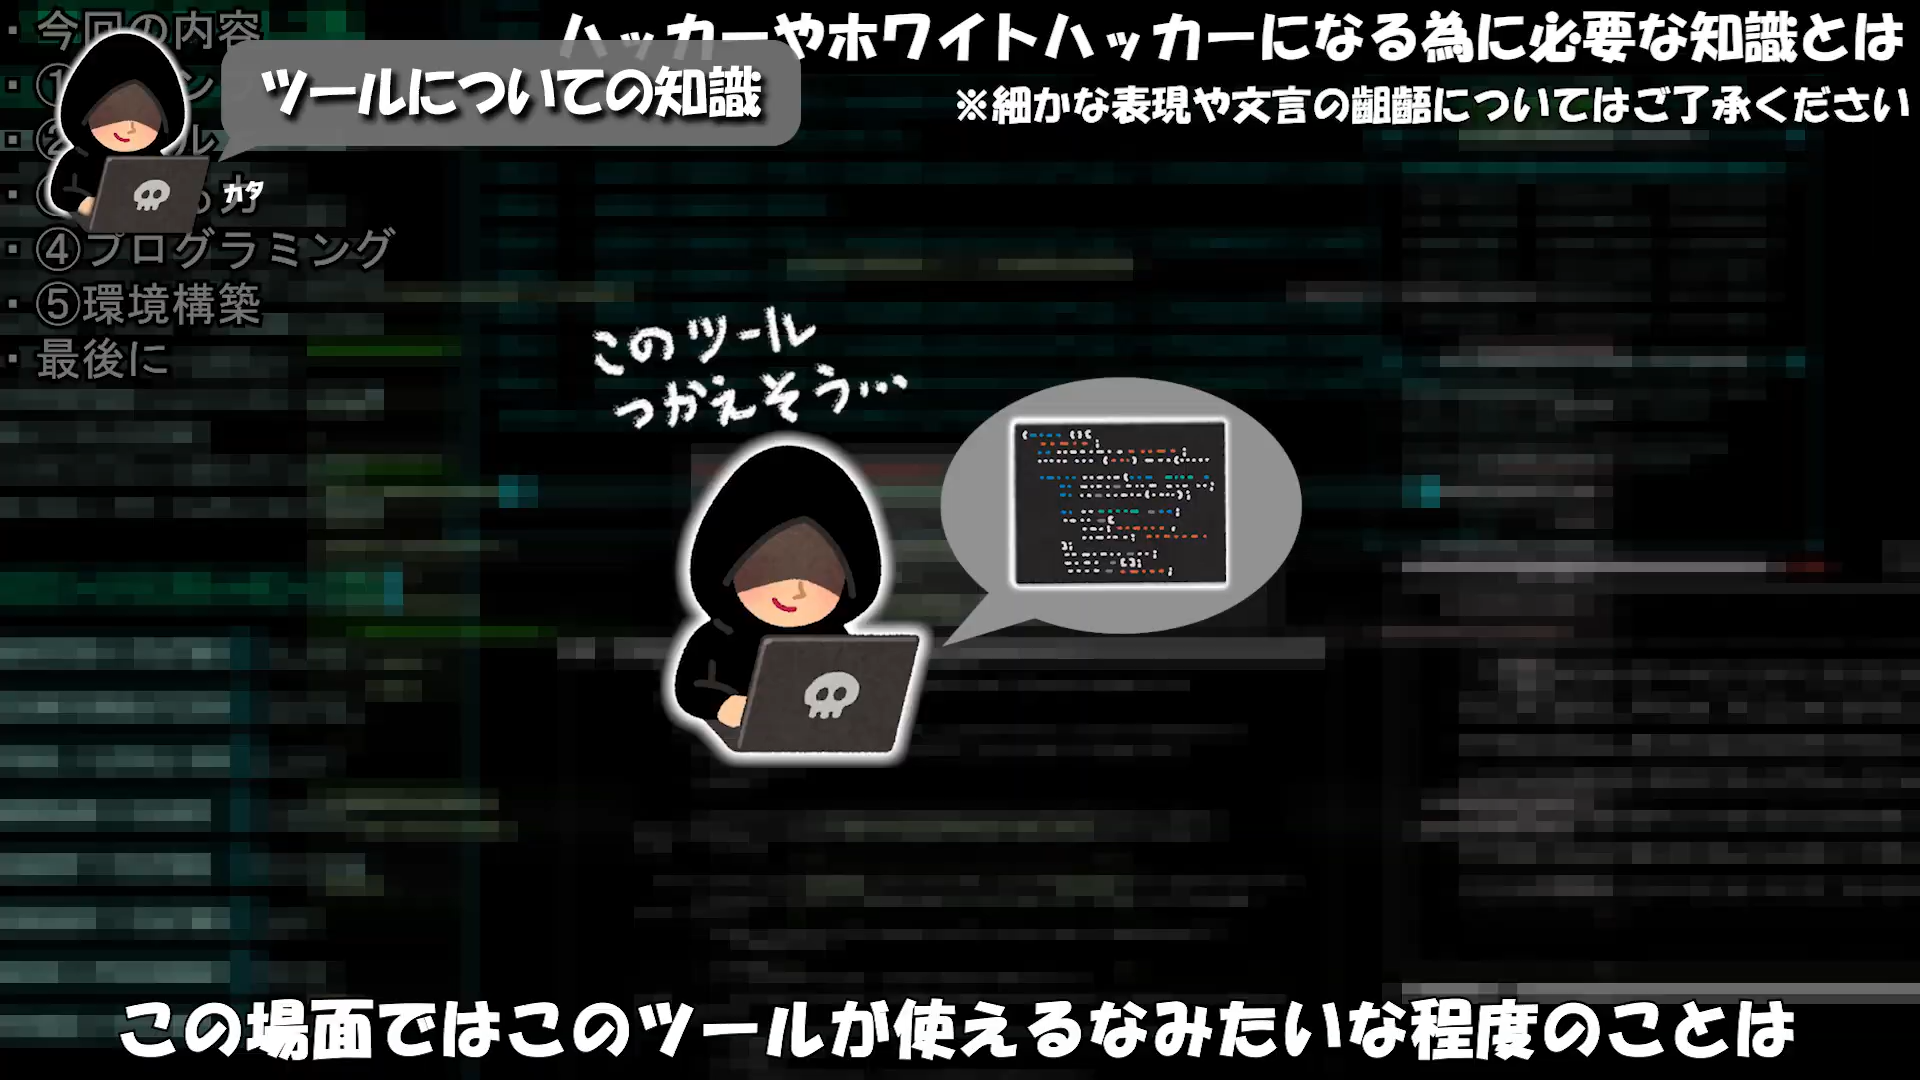 ハッカーやホワイトハッカーになる為に必要な知識とは
※細かな表現や文言の齟齬についてはご了承ください
・今回の内容
ツールについての知識
カタ
・④プログラミング
・⑤環境構築
・最後に
このツール
つかえそう…
この場面ではこのツールが使えるなみたいな程度のことは